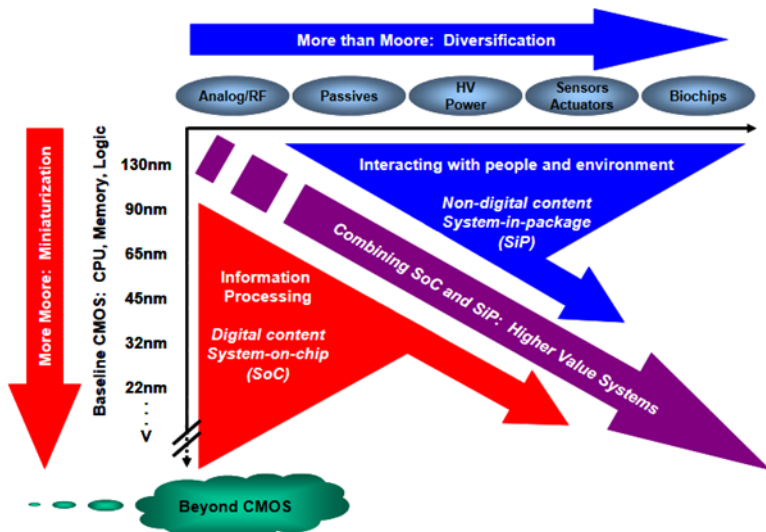 More than Moore: Diversification
Analog/RF
Passives
HV
Power
Sensors
Actuators
Biochips
More Moore: Miniaturization
Baseline CMOS: CPU, Memory, Logic
130nm
90nm
65nm
45nm
32nm
22nm
V
Interacting with people and environment
Non-digital content
System-in-package
(SiP)
Combining SoC and SiP: Higher Value Systems
Information
Processing
Digital content
System-on-chip
(SoC)
Beyond CMOS